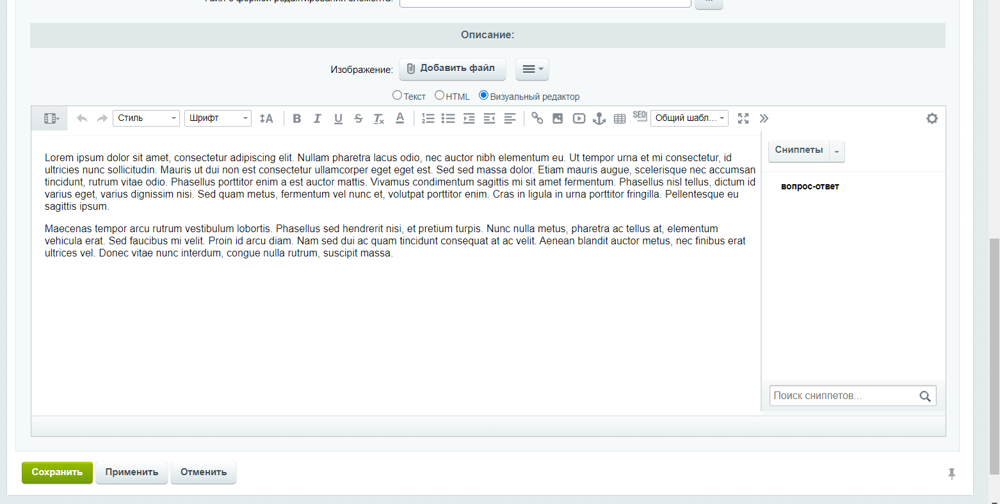 Файл с формой редактирования элемента:
...
Описание:
Изображение: Добавить файл
Текст HTML Визуальный редактор
Стиль Шрифт A B I U S Tx A SEO Общий шабл...
Lorem ipsum dolor sit amet, consectetur adipiscing elit. Nullam pharetra lacus odio, nec auctor nibh elementum eu. Ut tempor urna et mi consectetur, id
ultricies nunc sollicitudin. Mauris ut dui non est consectetur ullamcorper eget eget est. Sed sed massa dolor. Etiam mauris augue, scelerisque nec accumsan
tincidunt, rutrum vitae odio. Phasellus porttitor enim a est auctor mattis. Vivamus condimentum sagittis mi sit amet fermentum. Phasellus nisl tellus, dictum id
varius eget, varius dignissim nisi. Sed quam metus, fermentum vel nunc et, volutpat porttitor enim. Cras in ligula in urna porttitor fringilla. Pellentesque eu
sagittis ipsum.
Maecenas tempor arcu rutrum vestibulum lobortis. Phasellus sed hendrerit nisi, et pretium turpis. Nunc nulla metus, pharetra ac tellus at, elementum
vehicula erat. Sed faucibus mi velit. Proin id arcu diam. Nam sed dui ac quam tincidunt consequat at ac velit. Aenean blandit auctor metus, nec finibus erat
ultrices vel. Donec vitae nunc interdum, congue nulla rutrum, suscipit massa.
Сниппеты
вопрос-ответ
Поиск сниппетов...
Сохранить Применить Отменить